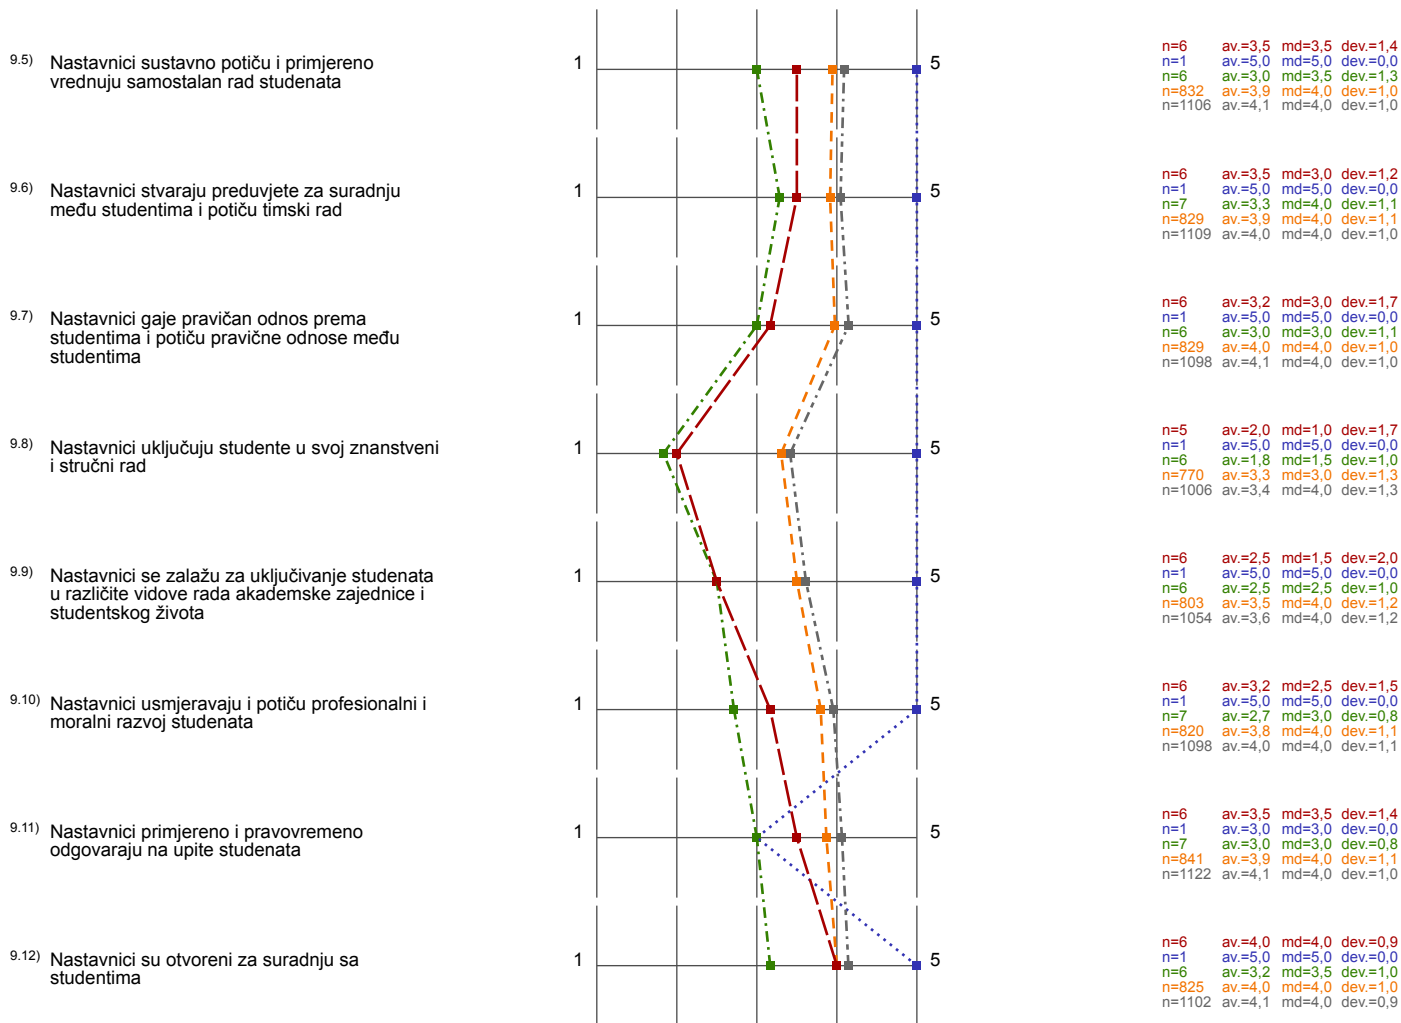 9.5) Nastavnici sustavno potiču i primjereno
vrednuju samostalan rad studenata
1 5
n=6 av.=3,5 md=3,5 dev.=1,4
n=1 av.=5,0 md=5,0 dev.=0,0
n=6 av.=3,0 md=3,5 dev.=1,3
n=832 av.=3,9 md=4,0 dev.=1,0
n=1106 av.=4,1 md=4,0 dev.=1,0
9.6) Nastavnici stvaraju preduvjete za suradnju
među studentima i potiču timski rad
1 5
n=6 av.=3,5 md=3,0 dev.=1,2
n=1 av.=5,0 md=5,0 dev.=0,0
n=7 av.=3,3 md=4,0 dev.=1,1
n=829 av.=3,9 md=4,0 dev.=1,1
n=1109 av.=4,0 md=4,0 dev.=1,0
9.7) Nastavnici gaje pravičan odnos prema
studentima i potiču pravične odnose među
studentima
1 5
n=6 av.=3,2 md=3,0 dev.=1,7
n=1 av.=5,0 md=5,0 dev.=0,0
n=6 av.=3,0 md=3,0 dev.=1,1
n=829 av.=4,0 md=4,0 dev.=1,0
n=1098 av.=4,1 md=4,0 dev.=1,0
9.8) Nastavnici uključuju studente u svoj znanstveni
i stručni rad
1 5
n=5 av.=2,0 md=1,0 dev.=1,7
n=1 av.=5,0 md=5,0 dev.=0,0
n=6 av.=1,8 md=1,5 dev.=1,0
n=770 av.=3,3 md=3,0 dev.=1,3
n=1006 av.=3,4 md=4,0 dev.=1,3
9.9) Nastavnici se zalažu za uključivanje studenata
u različite vidove rada akademske zajednice i
studentskog života
1 5
n=6 av.=2,5 md=1,5 dev.=2,0
n=1 av.=5,0 md=5,0 dev.=0,0
n=6 av.=2,5 md=2,5 dev.=1,0
n=803 av.=3,5 md=4,0 dev.=1,2
n=1054 av.=3,6 md=4,0 dev.=1,2
9.10) Nastavnici usmjeravaju i potiču profesionalni i
moralni razvoj studenata
1 5
n=6 av.=3,2 md=2,5 dev.=1,5
n=1 av.=5,0 md=5,0 dev.=0,0
n=7 av.=2,7 md=3,0 dev.=0,8
n=820 av.=3,8 md=4,0 dev.=1,1
n=1098 av.=4,0 md=4,0 dev.=1,1
9.11) Nastavnici primjereno i pravovremeno
odgovaraju na upite studenata
1 5
n=6 av.=3,5 md=3,5 dev.=1,4
n=1 av.=3,0 md=3,0 dev.=0,0
n=7 av.=3,0 md=3,0 dev.=0,8
n=841 av.=3,9 md=4,0 dev.=1,1
n=1122 av.=4,1 md=4,0 dev.=1,0
9.12) Nastavnici su otvoreni za suradnju sa
studentima
1 5
n=6 av.=4,0 md=4,0 dev.=0,9
n=1 av.=5,0 md=5,0 dev.=0,0
n=6 av.=3,2 md=3,5 dev.=1,0
n=825 av.=4,0 md=4,0 dev.=1,0
n=1102 av.=4,1 md=4,0 dev.=0,9